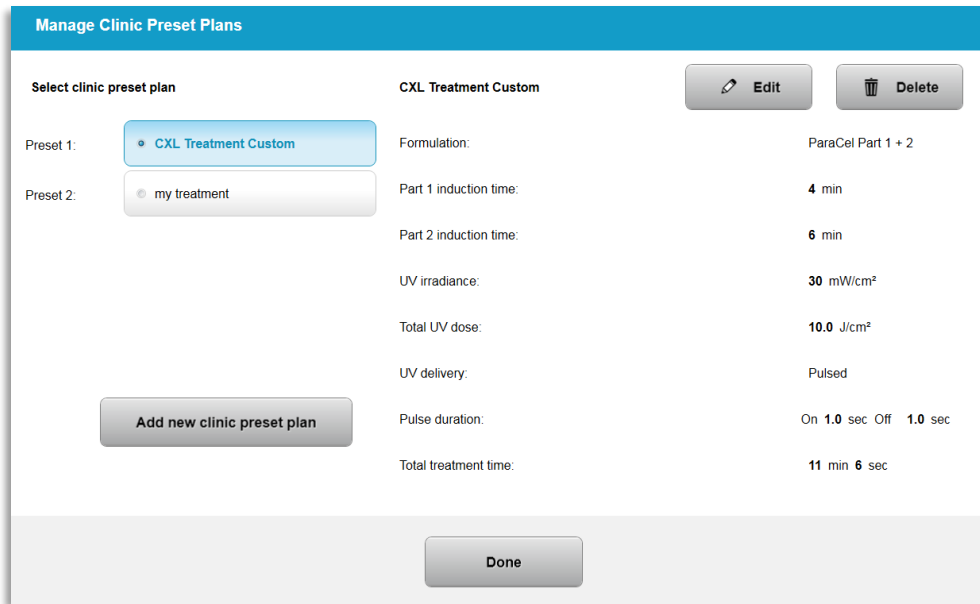 Manage Clinic Preset Plans
Select clinic preset plan
Preset 1: CXL Treatment Custom
Preset 2: my treatment
Add new clinic preset plan
CXL Treatment Custom
Edit
Delete
Formulation: ParaCel Part 1 + 2
Part 1 induction time: 4 min
Part 2 induction time: 6 min
UV irradiance: 30 mW/cm²
Total UV dose: 10.0 J/cm²
UV delivery: Pulsed
Pulse duration: On 1.0 sec Off 1.0 sec
Total treatment time: 11 min 6 sec
Done